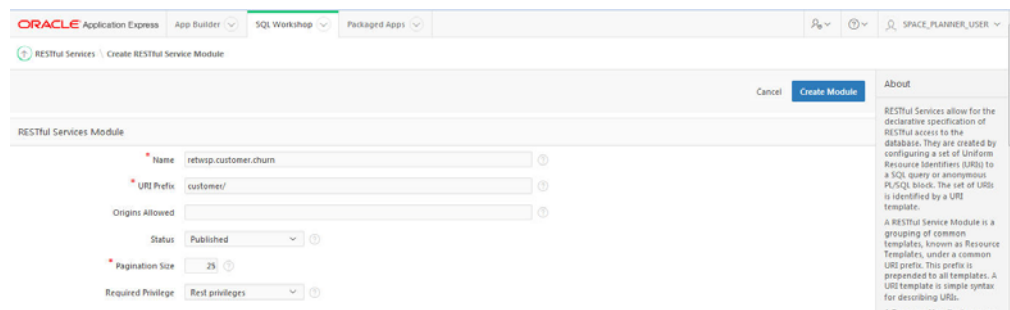 ORACLE Application Express App Builder SQL Workshop Packaged Apps SPACE_PLANNER_USER
RESTful Services \ Create RESTful Service Module
Cancel Create Module
About
RESTful Services allow for the
declarative specification of
RESTful access to the
database. They are created by
configuring a set of Uniform
Resource Identifiers (URIs) to
a SQL query or anonymous
PL/SQL block. The set of URIs
is identified by a URI
template.
A RESTful Service Module is a
grouping of common
templates, known as Resource
Templates, under a common
URI prefix. This prefix is
prepended to all templates. A
URI template is simple syntax
for describing URIs.
RESTful Services Module
* Name retwsp.customer.churn
* URI Prefix customer/
Origins Allowed
Status Published
* Pagination Size 25
Required Privilege Rest privileges